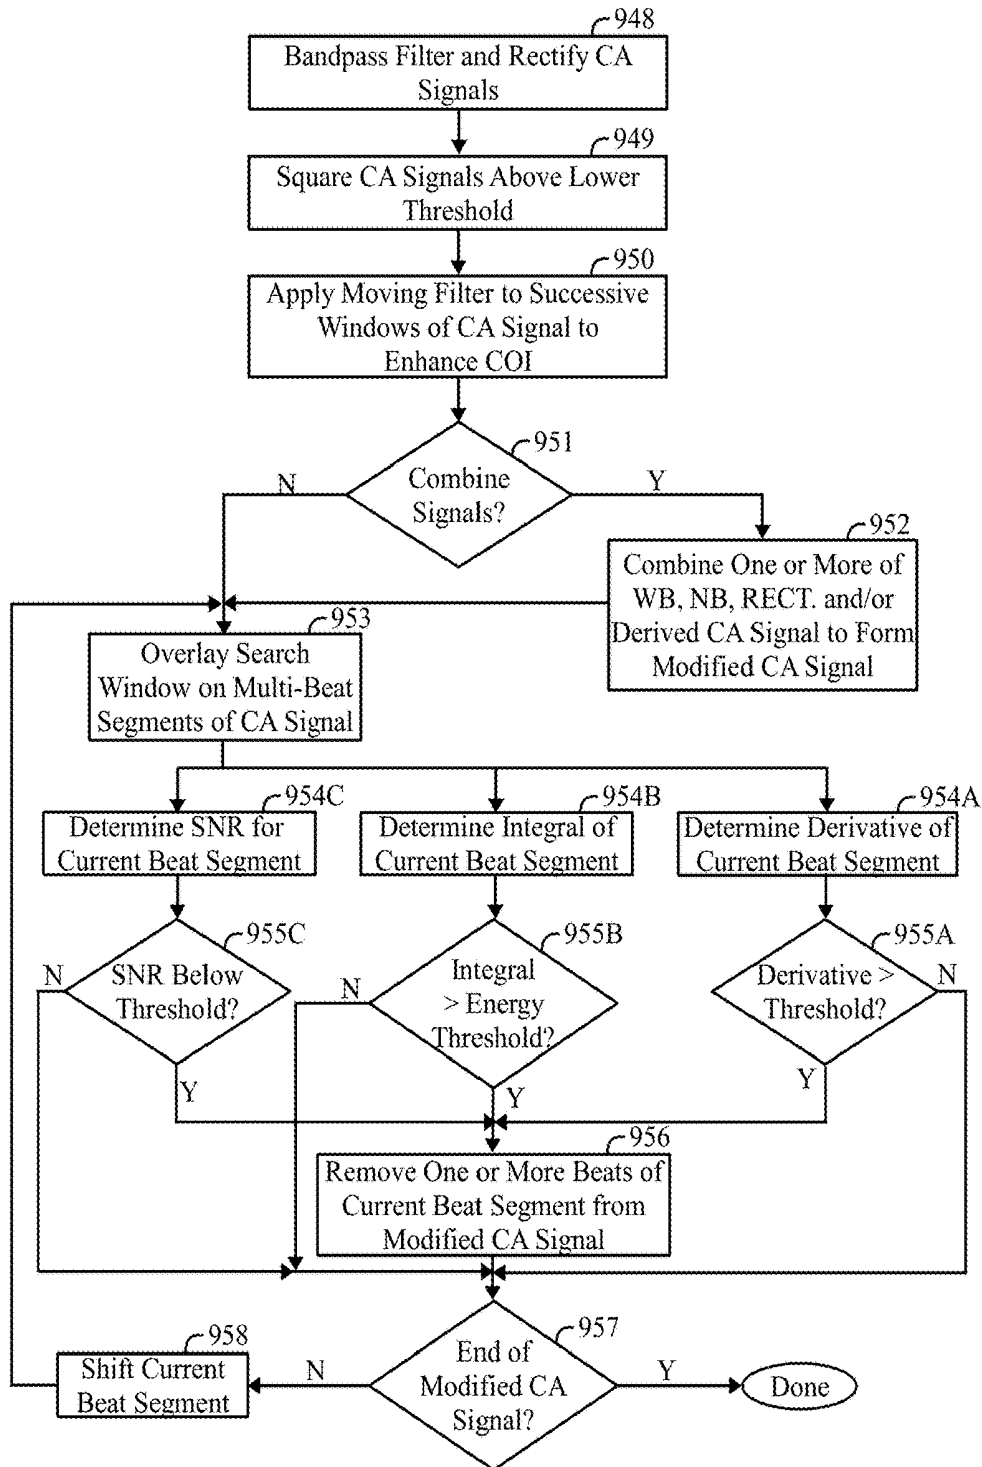 948
Bandpass Filter and Rectify CA
Signals
949
Square CA Signals Above Lower
Threshold
950
Apply Moving Filter to Successive
Windows of CA Signal to
Enhance COI
951
Combine
Signals?
N
Y
952
Combine One or More of
WB, NB, RECT. and/or
Derived CA Signal to Form
Modified CA Signal
953
Overlay Search
Window on Multi-Beat
Segments of CA Signal
954C
Determine SNR for
Current Beat Segment
954B
Determine Integral of
Current Beat Segment
954A
Determine Derivative of
Current Beat Segment
955C
SNR Below
Threshold?
N
Y
955B
Integral
> Energy
Threshold?
N
Y
955A
Derivative >
Threshold?
N
Y
956
Remove One or More Beats of
Current Beat Segment from
Modified CA Signal
957
End of
Modified CA
Signal?
N
Y
958
Shift Current
Beat Segment
Done